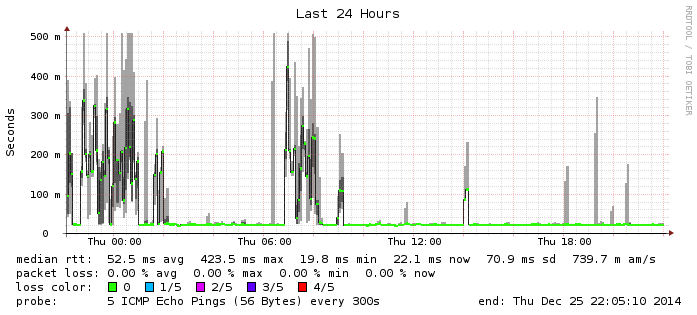 Last 24 Hours
RRDTOOL / TOBI OETIKER
Seconds
500 m
400 m
300 m
200 m
100 m
0
Thu 00:00 Thu 06:00 Thu 12:00 Thu 18:00
median rtt: 52.5 ms avg 423.5 ms max 19.8 ms min 22.1 ms now 70.9 ms sd 739.7 m am/s
packet loss: 0.00 % avg 0.00 % max 0.00 % min 0.00 % now
loss color: 0 1/5 2/5 3/5 4/5
probe: 5 ICMP Echo Pings (56 Bytes) every 300s end: Thu Dec 25 22:05:10 2014